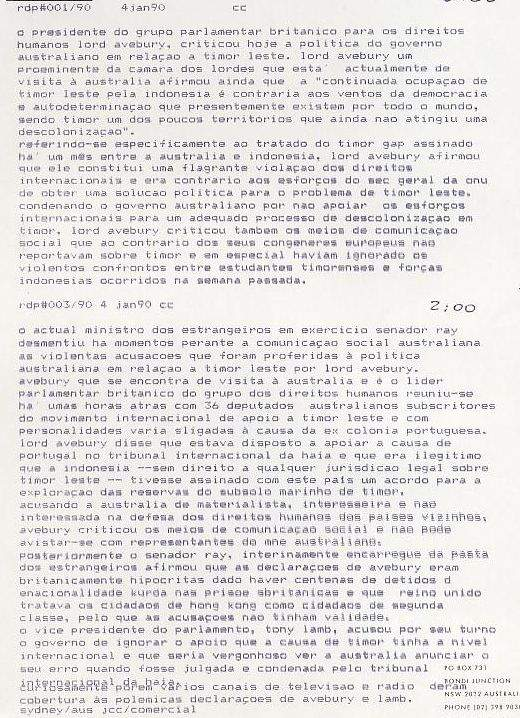 rdp#001/90 4jan90 cc
o presidente do grupo parlamentar britanico para os direitos
humanos lord avebury, criticou hoje a politica do governo
australiano em relaçao a timor leste. lord avebury um
proeminente da camara dos lordes que esta´ actualmente de
visita à australia afirmou ainda que a "continuada ocupaçao de
timor leste pela indonesia é contraria aos ventos da democracia
e autodeterminaçao que presentemente existem por todo o mundo,
sendo timor um dos poucos territorios que ainda nao atingiu uma
descolonizaçao".
referindo-se especificamente ao tratado do timor gap assinado
ha´ um mês entre a australia e indonesia, lord avebury afirmou
que ele constitui uma flagrante violaçao dos direitos
internacionais e era contrario aos esforços do sec geral da onu
de obter uma solucao politica para o problema de timor leste.
condenando o governo australiano por nao apoiar os esforços
internacionais para um adequado processo de descolonizaçao em
timor, lord avebury criticou tambem os meios de comunicaçao
social que ao contrario dos seus congeneres europeus nao
reportavam sobre timor e em especial haviam ignorado os
violentos confrontos entre estudantes timorenses e forças
indonesias ocorridos na semana passada.
rdp#003/90 4 jan90 cc 2;00
o actual ministro dos estrangeiros em exercicio senador ray
desmentiu ha momentos perante a comunicaçao social australiana
as violentas acusacoes que foram proferidas à politica
australiana em relaçao a timor leste por lord avebury.
avebury que se encontra de visita à australia e é o lider
parlamentar britanico do grupo dos direitos humanos reuniu-se
ha´ umas horas atras com 36 deputados australianos subscritores
do movimento internacional de apoio a timor leste e com
personalidades varia sligadas à causa da ex colonia portuguesa.
lord avebury disse que estava disposto a apoiar a causa de
portugal no tribunal internacional da haia e que era ilegitimo
que a indonesia --sem direito a qualquer jurisdicao legal sobre
timor leste -- tivesse assinado com este pais um acordo para a
exploraçao das reservas do subsolo marinho de timor.
acusando a australia de materialista, interesseira e nao
interessada na defesa dos direitos humanos dos paises vizinhos,
avebury criticou os meios de comunicaçao social e nao pode
avistar-se com representantes do mne australiano.
posteriormente o senador ray, interinamente encarregue da pasta
dos estrangeiros afirmou que as declaraçoes de avebury eram
britanicamente hipocritas dado haver centenas de detidos d
enacionalidade kurda nas prisoe sbritanicas e que reino unido
tratava os cidadaos de hong kong como cidadaos de segunda
classe, pelo que as acusaçoes nao tinham validade.
o vice presidente do parlamento, tony lamb, acusou por seu turno
o governo de ignorar o apoio que a causa de timor tinha a nivel
internacional e que seria vergonhoso ver a australia anunciar o
seu erro quando fosse julgada e condenada pelo tribunal
internacional da haia.
curiosamente porem varios canais de televisao e radio deram
cobertura às polemicas declaraçoes de avebury e lamb.
sydney/aus jcc/comercial
PO BOX 731
BONDI JUNCTION
NSW 2022 AUSTRALI
PHONE (02)